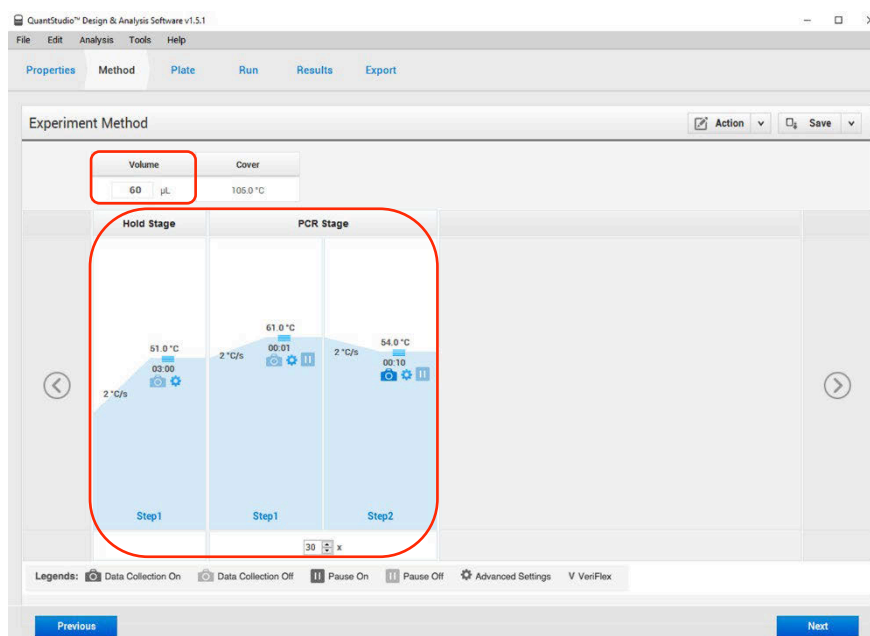 QuantStudio™ Design & Analysis Software v1.5.1
File Edit Analysis Tools Help
Properties Method Plate Run Results Export
Experiment Method
Action
Save
Volume Cover
60 µL 105.0 °C
Hold Stage PCR Stage
61.0 °C
51.0 °C
54.0 °C
2 °C/s 00:01
2 °C/s
03:00
00:10
2 °C/s
Step1 Step1 Step2
30 x
Legends: Data Collection On Data Collection Off Pause On Pause Off Advanced Settings V VeriFlex
Previous Next